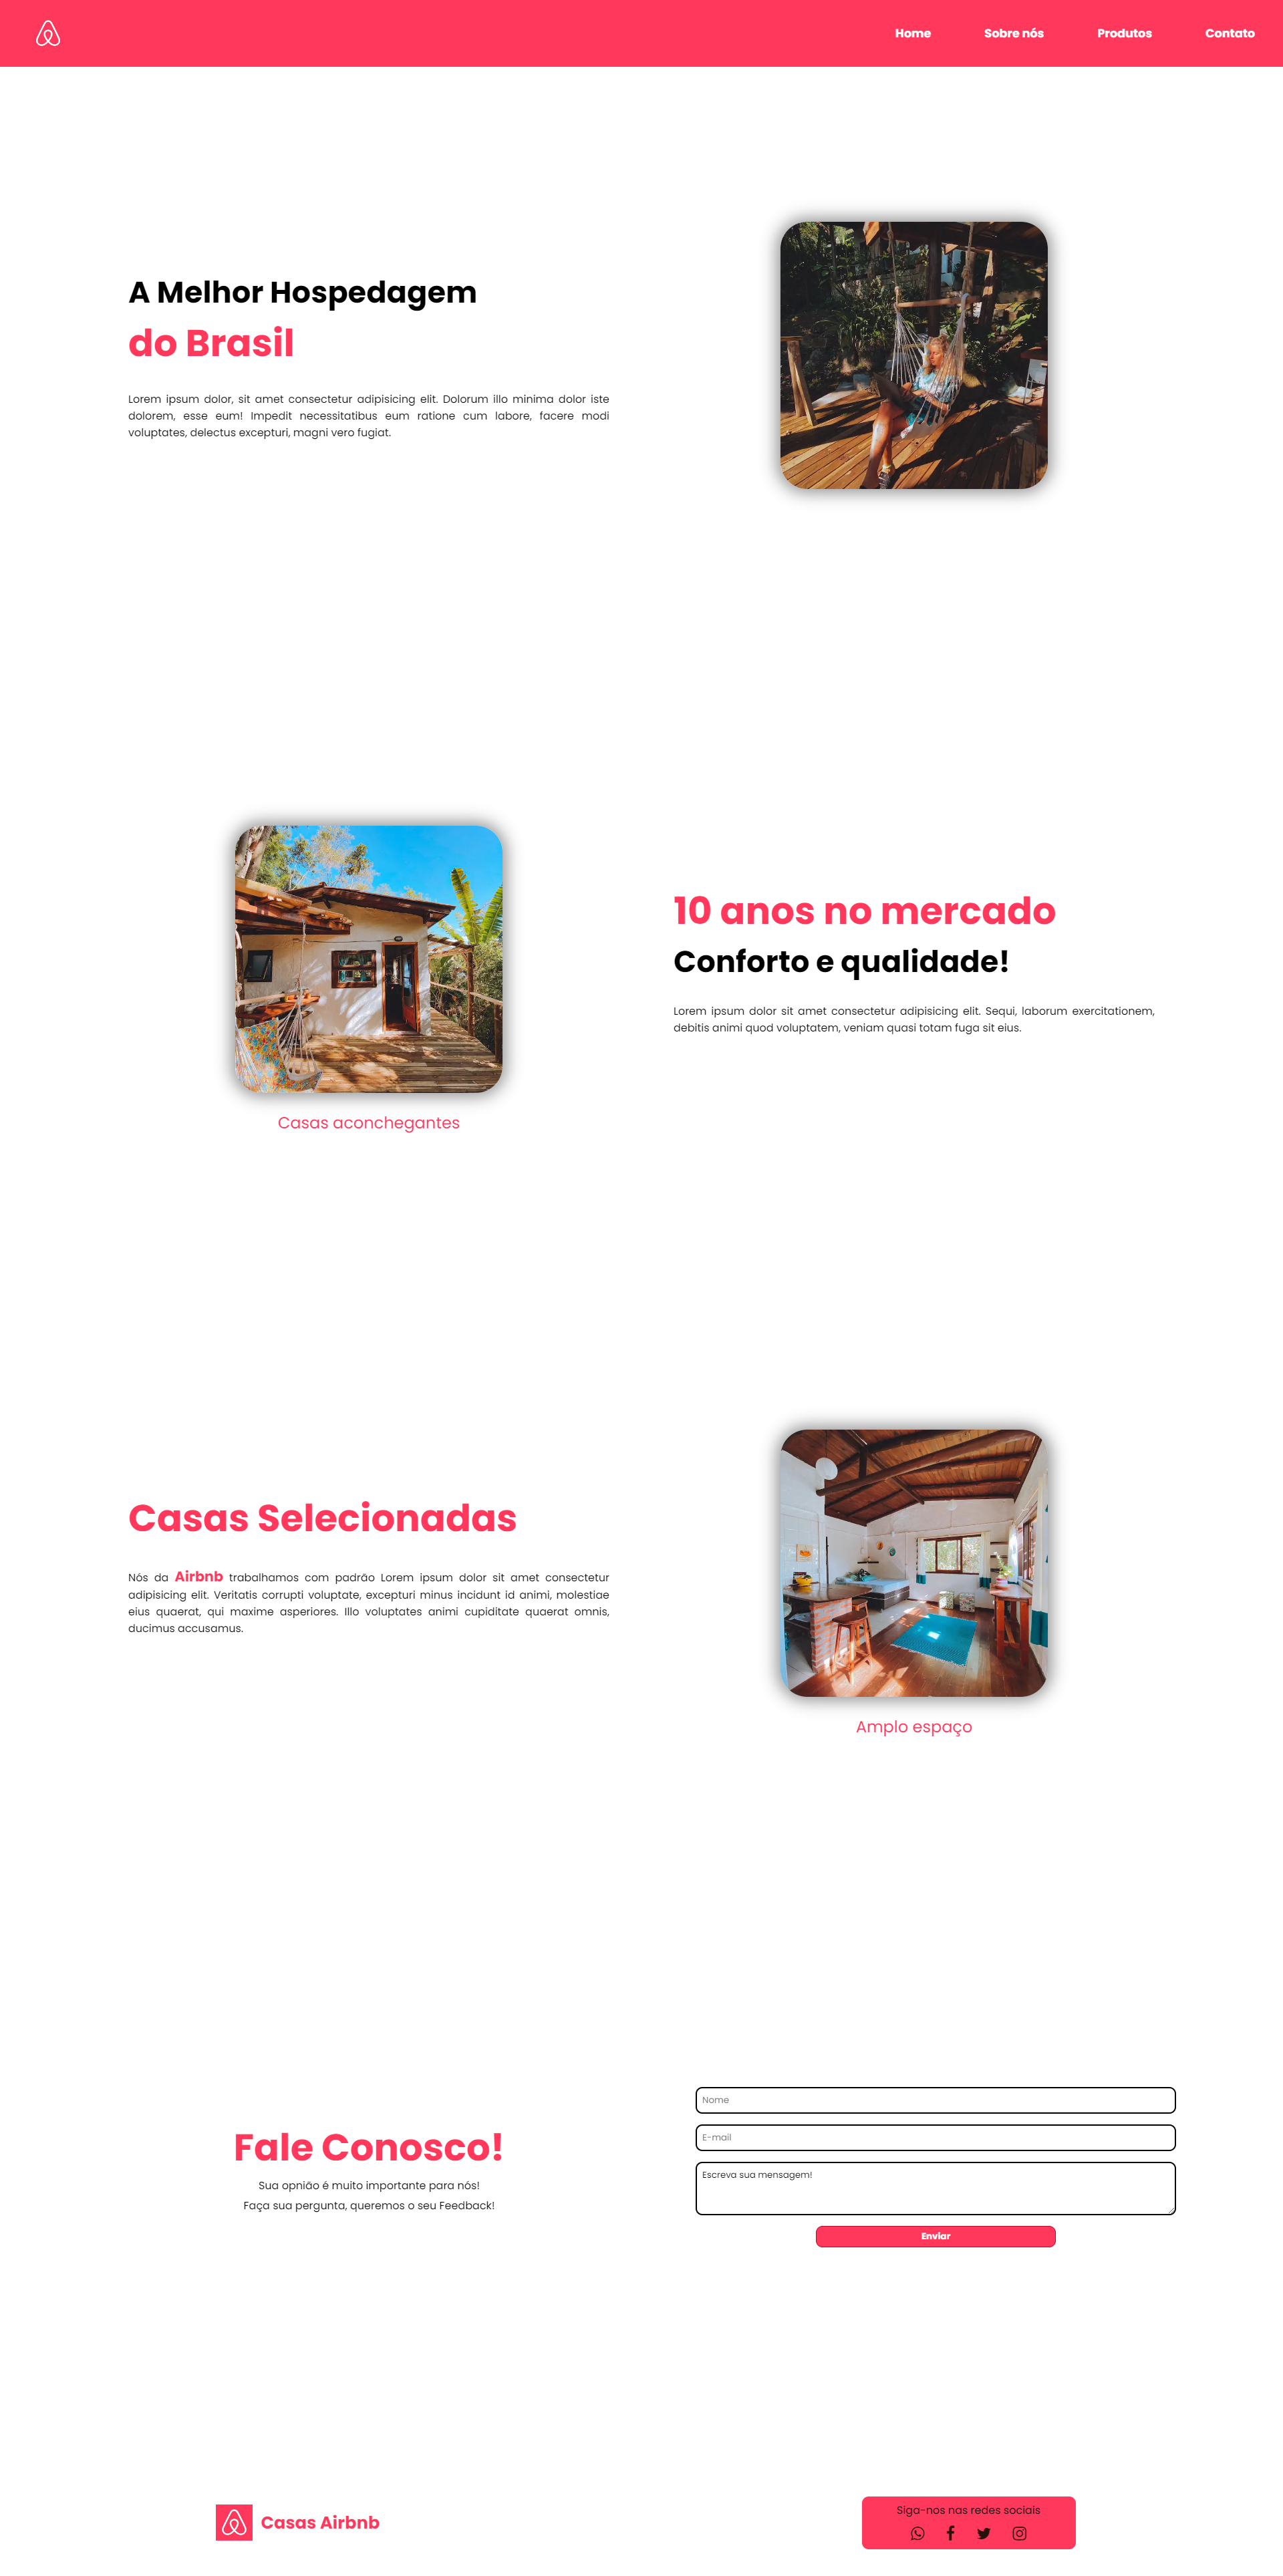 Home
Sobre nós
Produtos
Contato
A Melhor Hospedagem
do Brasil
Lorem ipsum dolor, sit amet consectetur adipisicing elit. Dolorum illo minima dolor iste
dolorem, esse eum! Impedit necessitatibus eum ratione cum labore, facere modi
voluptates, delectus excepturi, magni vero fugiat.
10 anos no mercado
Conforto e qualidade!
Lorem ipsum dolor sit amet consectetur adipisicing elit. Sequi, laborum exercitationem,
debitis animi quod voluptatem, veniam quasi totam fuga sit eius.
Casas aconchegantes
Casas Selecionadas
Nós da Airbnb trabalhamos com padrão Lorem ipsum dolor sit amet consectetur
adipisicing elit. Veritatis corrupti voluptate, excepturi minus incidunt id animi, molestiae
eius quaerat, qui maxime asperiores. Illo voluptates animi cupiditate quaerat omnis,
ducimus accusamus.
Amplo espaço
Fale Conosco!
Sua opnião é muito importante para nós!
Faça sua pergunta, queremos o seu Feedback!
Nome
E-mail
Escreva sua mensagem!
Enviar
Casas Airbnb
Siga-nos nas redes sociais